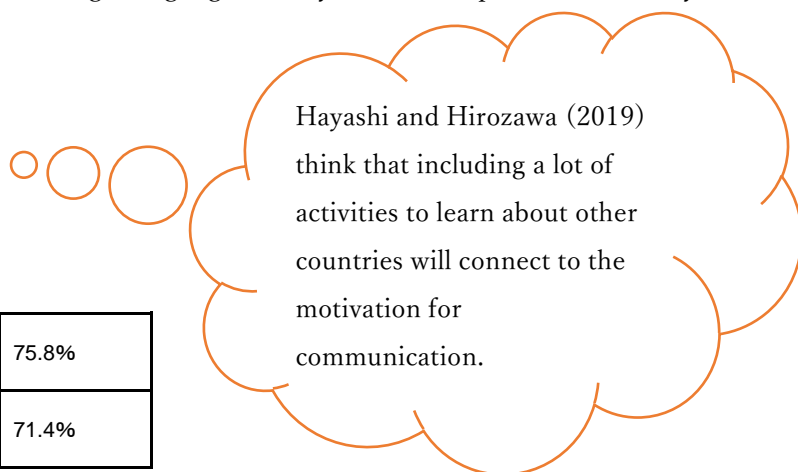 Hayashi and Hirozawa (2019)
think that including a lot of
activities to learn about other
countries will connect to the
motivation for
communication.
75.8%
71.4%